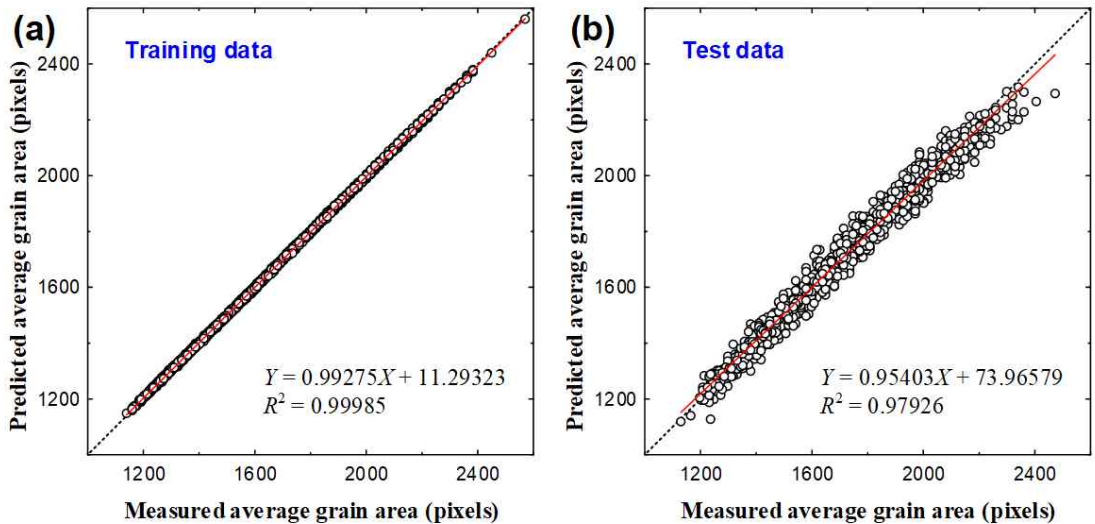 (a)
Training data
Predicted average grain area (pixels)
2400
2000
1600
1200
Y = 0.99275X + 11.29323
R² = 0.99985
1200 1600 2000 2400
Measured average grain area (pixels)
(b)
Test data
Predicted average grain area (pixels)
2400
2000
1600
1200
Y = 0.95403X + 73.96579
R² = 0.97926
1200 1600 2000 2400
Measured average grain area (pixels)